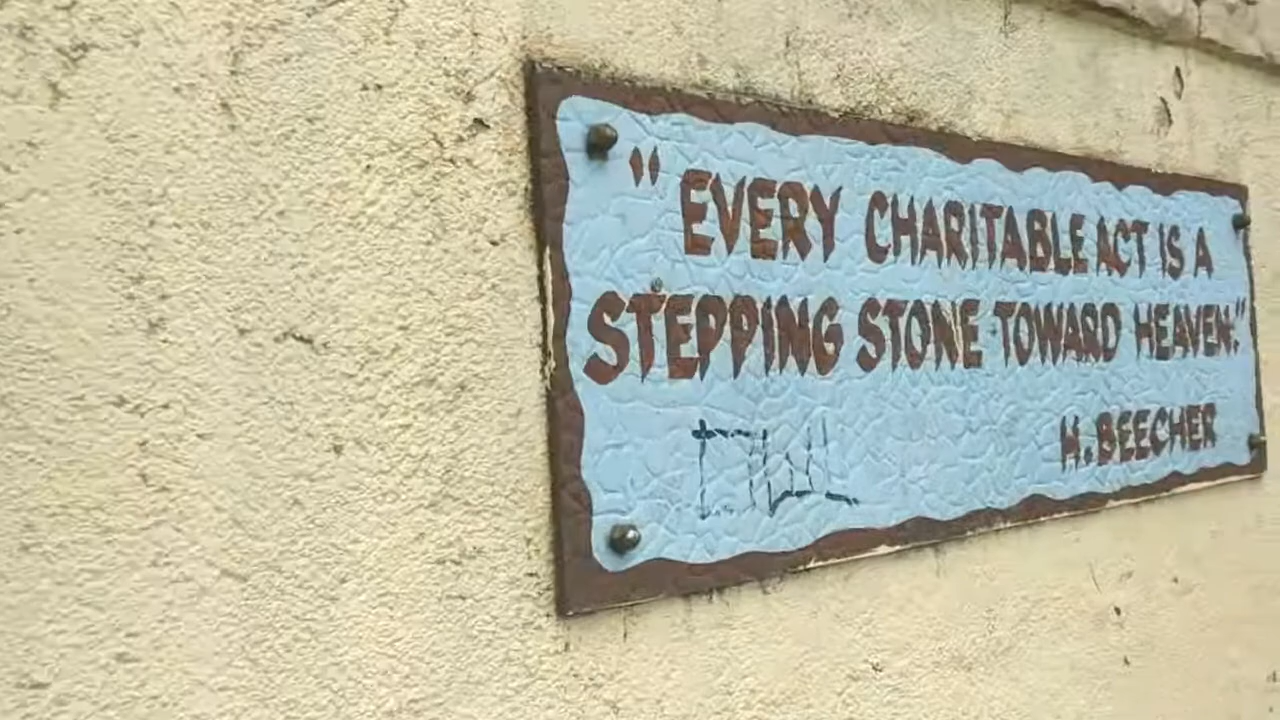 "EVERY CHARITABLE ACT IS A
STEPPING STONE TOWARD HEAVEN."
H. BEECHER